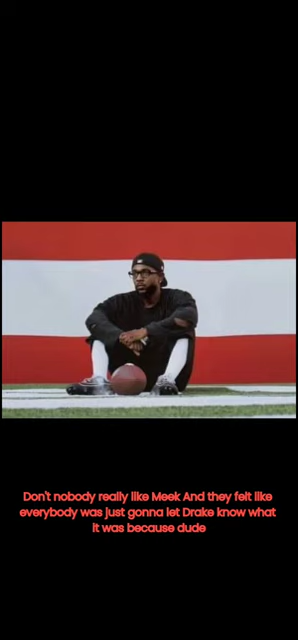 Don't nobody really like Meek And they felt like
everybody was just gonna let Drake know what
it was because dude